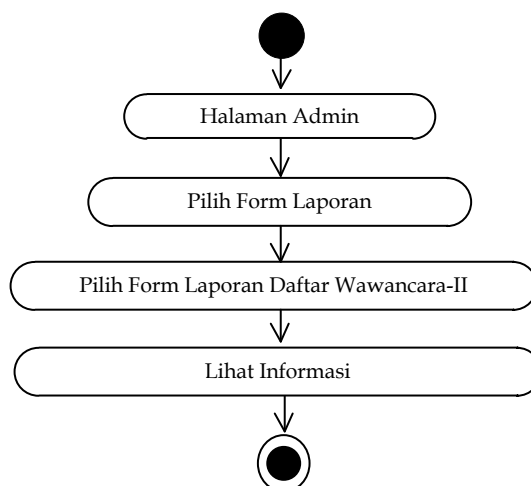 Halaman Admin
Pilih Form Laporan
Pilih Form Laporan Daftar Wawancara-II
Lihat Informasi